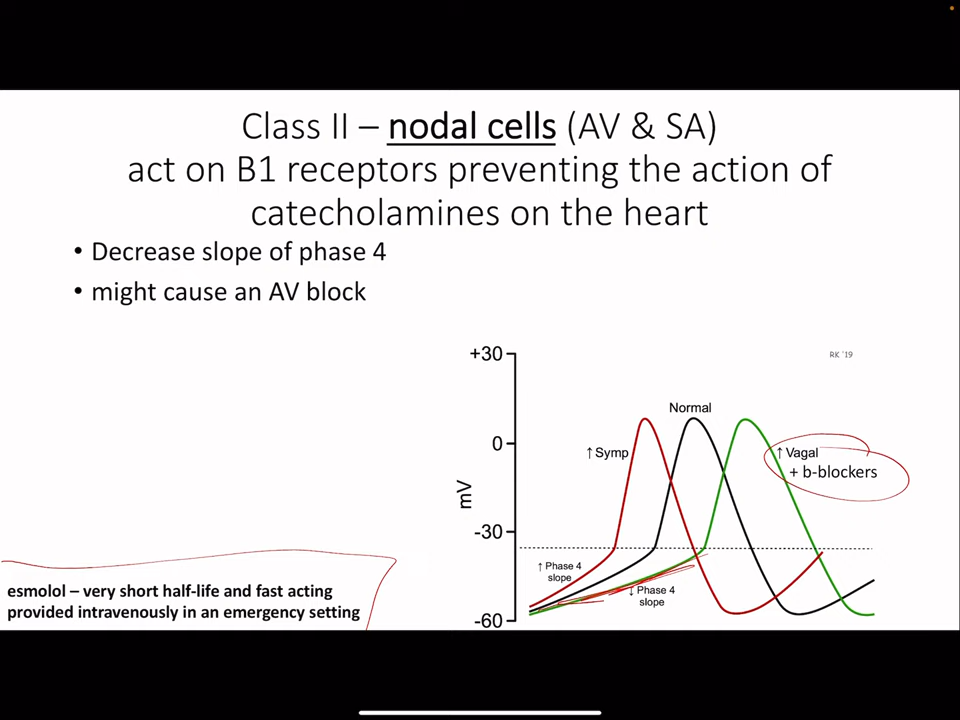 Class II – nodal cells (AV & SA)
act on B1 receptors preventing the action of
catecholamines on the heart
• Decrease slope of phase 4
• might cause an AV block
+30
RK '19
Normal
0
↑ Symp
↑ Vagal
+ b-blockers
mV
-30
↑ Phase 4
slope
↓ Phase 4
slope
-60
esmolol – very short half-life and fast acting
provided intravenously in an emergency setting